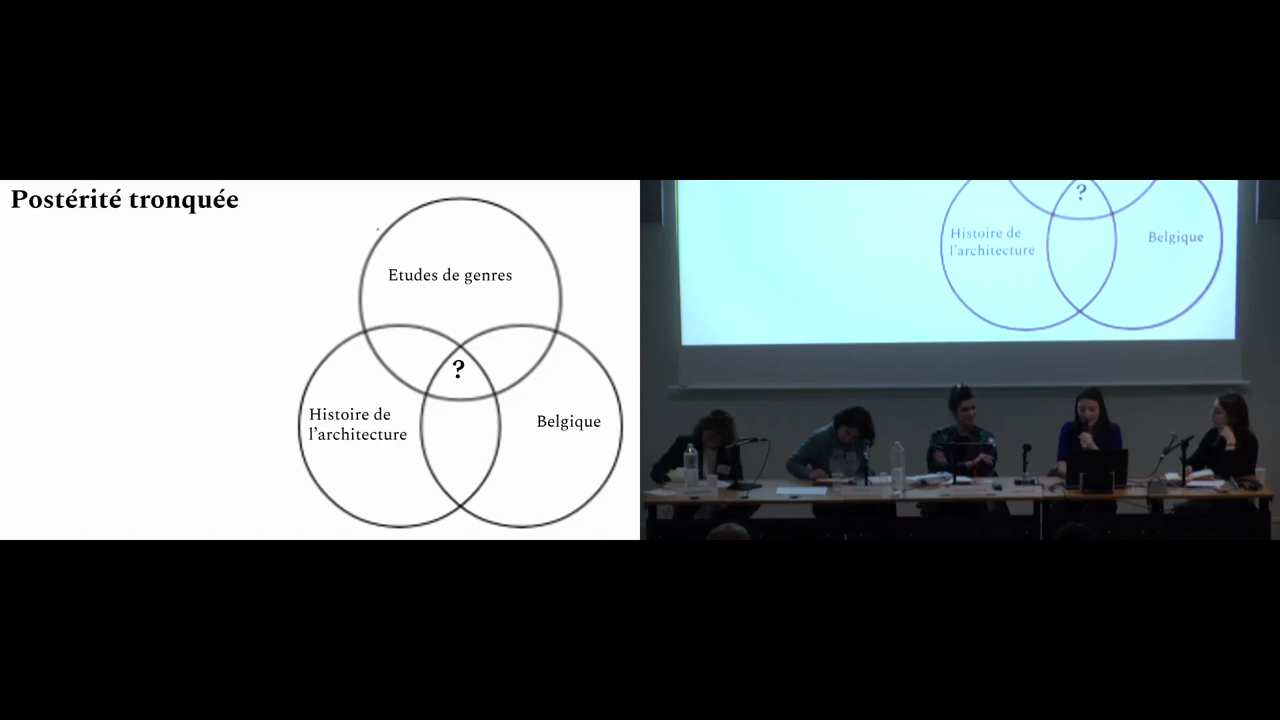 Postérité tronquée
Etudes de genres
?
Histoire de
l'architecture
Belgique
?
Histoire de
l'architecture
Belgique